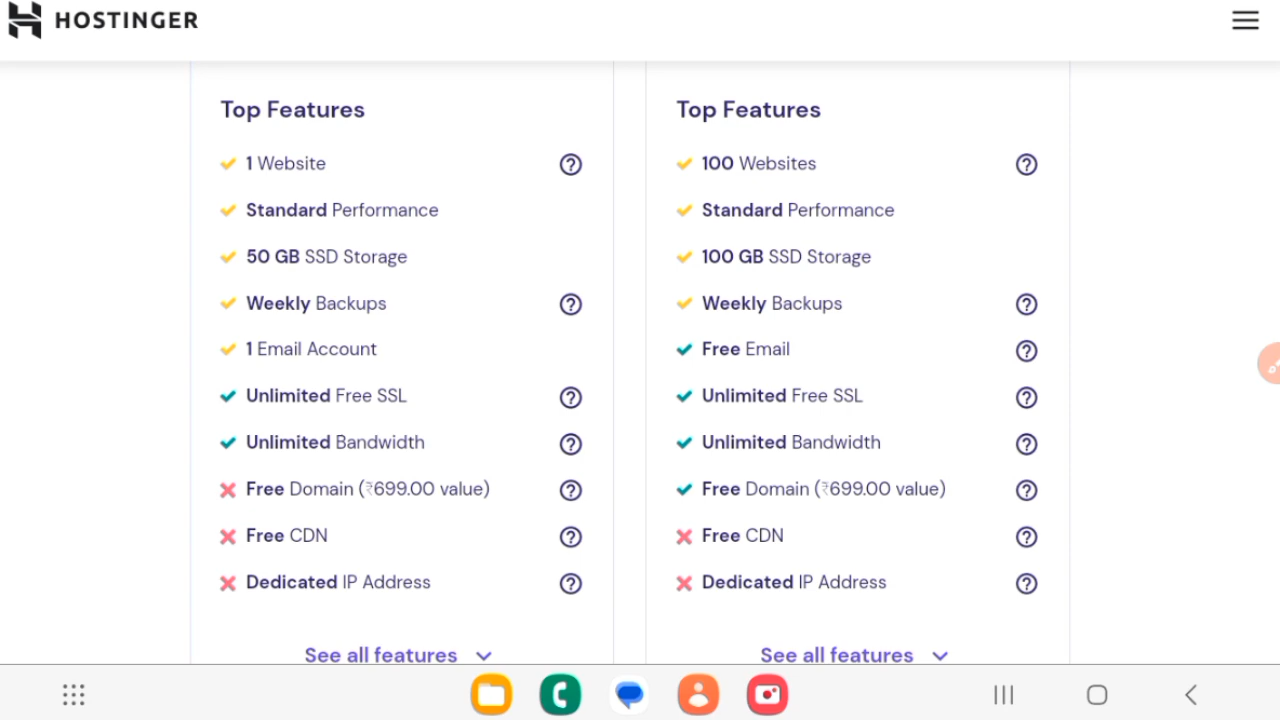 HOSTINGER
Top Features
1 Website
Standard Performance
50 GB SSD Storage
Weekly Backups
1 Email Account
Unlimited Free SSL
Unlimited Bandwidth
Free Domain (₹699.00 value)
Free CDN
Dedicated IP Address
See all features
Top Features
100 Websites
Standard Performance
100 GB SSD Storage
Weekly Backups
Free Email
Unlimited Free SSL
Unlimited Bandwidth
Free Domain (₹699.00 value)
Free CDN
Dedicated IP Address
See all features